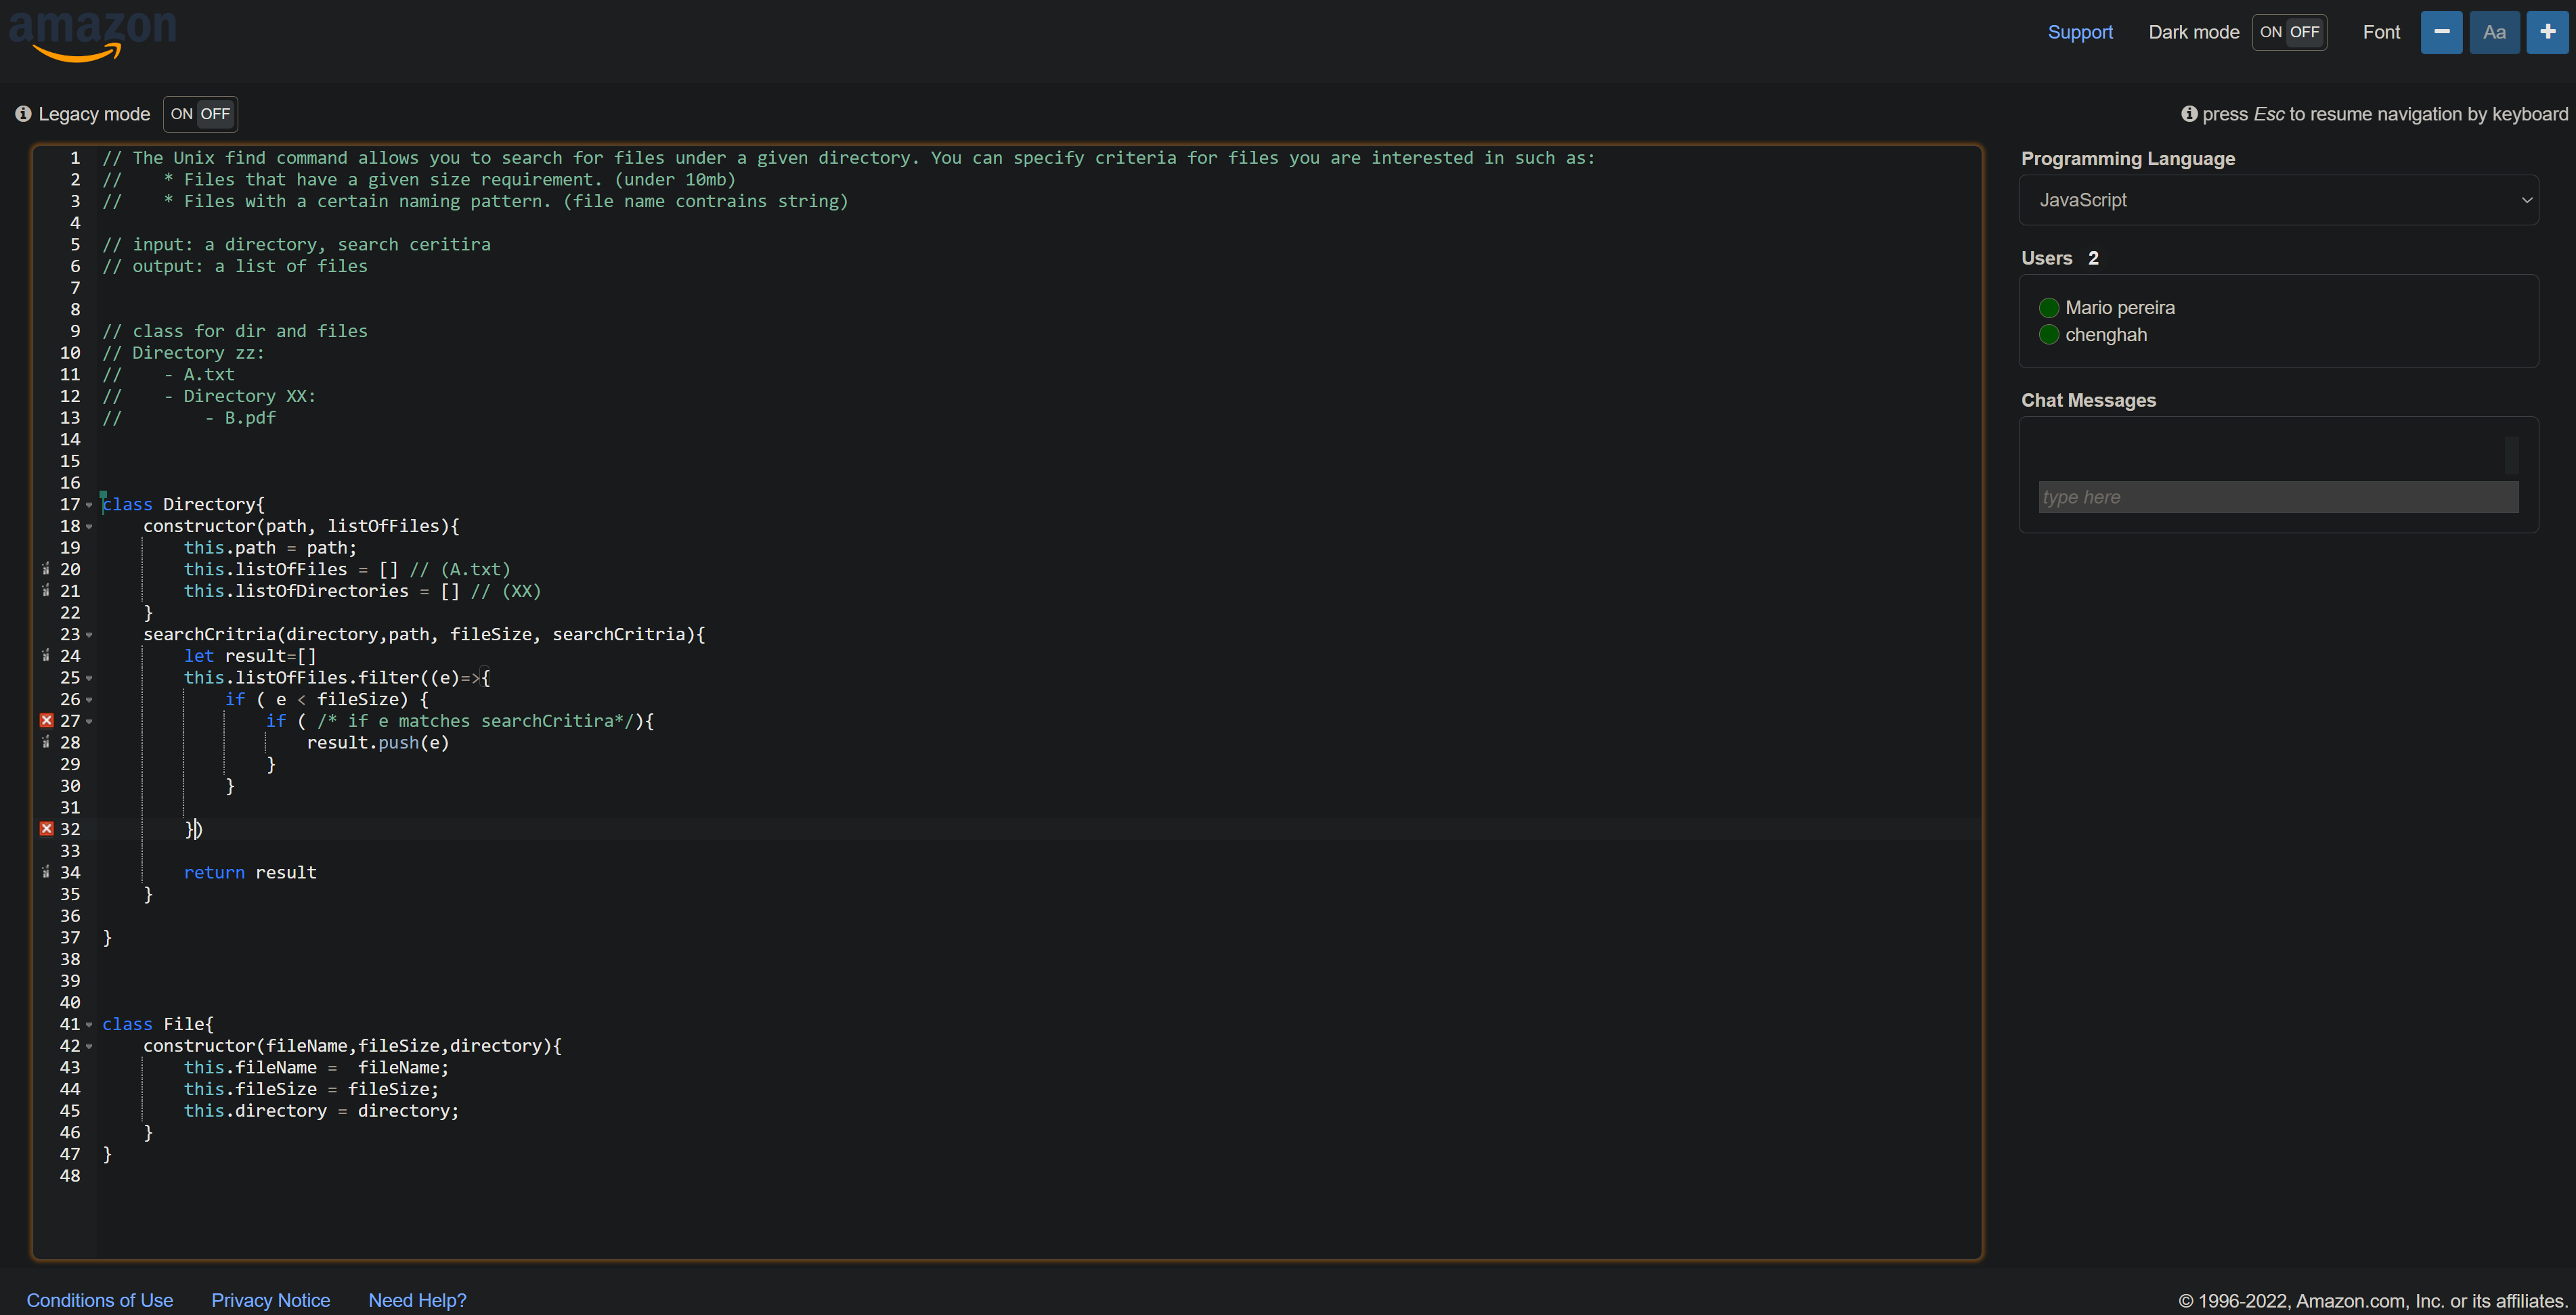 amazon
Support Dark mode ON OFF Font Aa
Legacy mode ON OFF
press Esc to resume navigation by keyboard
1 // The Unix find command allows you to search for files under a given directory. You can specify criteria for files you are interested in such as:
2 //    * Files that have a given size requirement. (under 10mb)
3 //    * Files with a certain naming pattern. (file name contrains string)
4
5 // input: a directory, search ceritira
6 // output: a list of files
7
8
9 // class for dir and files
10 // Directory zz:
11 //    - A.txt
12 //    - Directory XX:
13 //        - B.pdf
14
15
16
17 class Directory{
18     constructor(path, listOfFiles){
19         this.path = path;
20         this.listOfFiles = [] // (A.txt)
21         this.listOfDirectories = [] // (XX)
22     }
23     searchCritria(directory,path, fileSize, searchCritria){
24         let result=[]
25         this.listOfFiles.filter((e)=>{
26             if ( e < fileSize) {
27                 if ( /* if e matches searchCritira*/){
28                     result.push(e)
29                 }
30             }
31
32         })
33
34         return result
35     }
36
37 }
38
39
40
41 class File{
42     constructor(fileName,fileSize,directory){
43         this.fileName =  fileName;
44         this.fileSize = fileSize;
45         this.directory = directory;
46     }
47 }
48
Programming Language
JavaScript
Users 2
Mario pereira
chenghah
Chat Messages
type here
Conditions of Use Privacy Notice Need Help?
© 1996-2022, Amazon.com, Inc. or its affiliates.